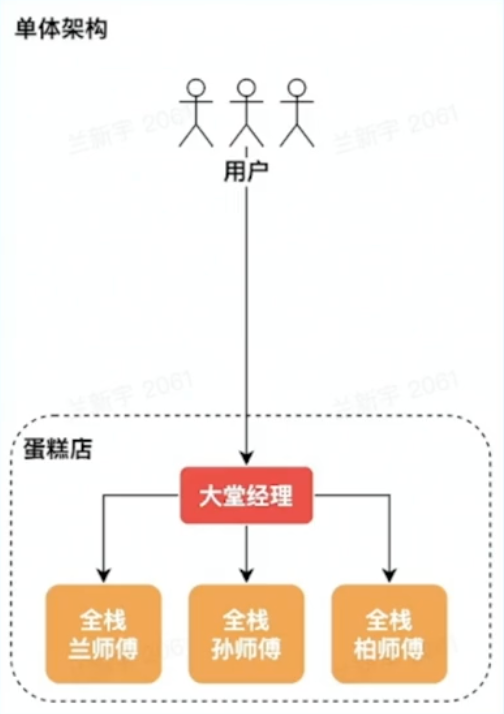 单体架构
兰新宇 2061
兰新宇 2061
用户
兰新宇 2061
兰新宇 2061
蛋糕店
大堂经理
全栈
兰师傅
全栈
孙师傅
全栈
柏师傅